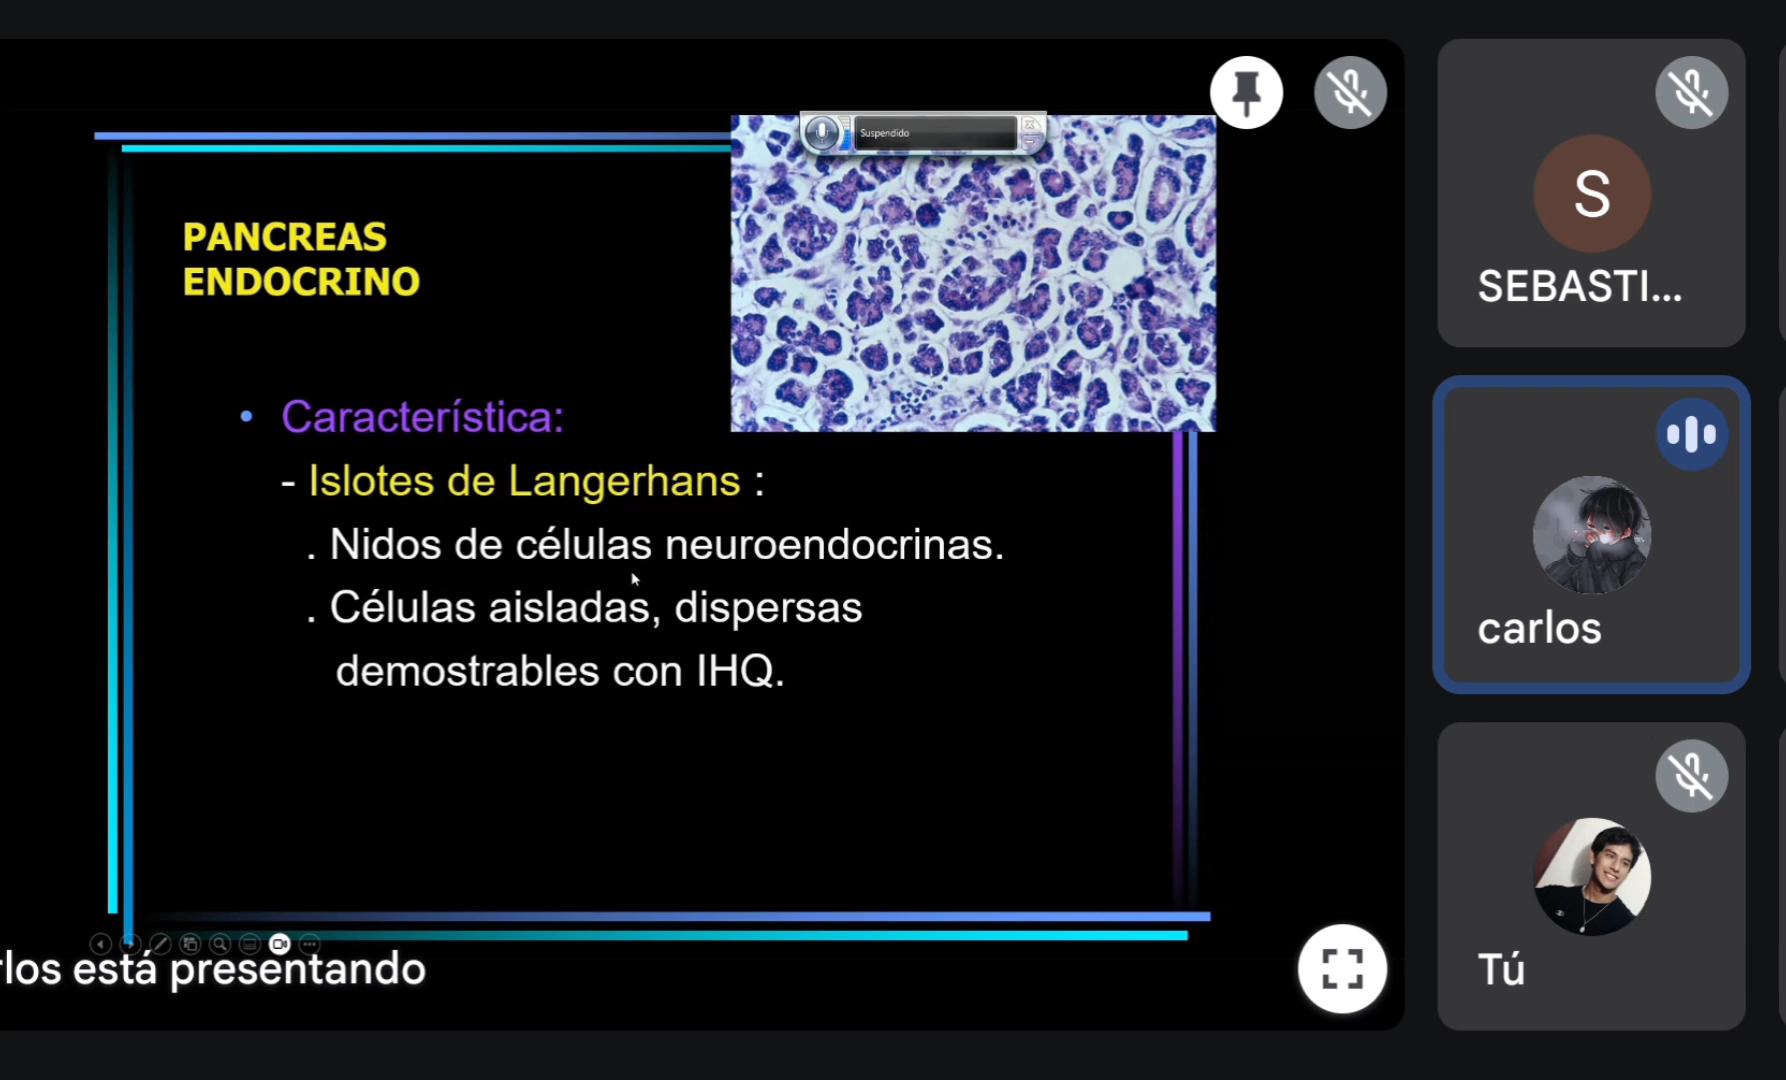 Suspendido
PANCREAS
ENDOCRINO
• Característica:
- Islotes de Langerhans :
. Nidos de células neuroendocrinas.
. Células aisladas, dispersas
demostrables con IHQ.
rlos está presentando
S
SEBASTI...
carlos
Tú